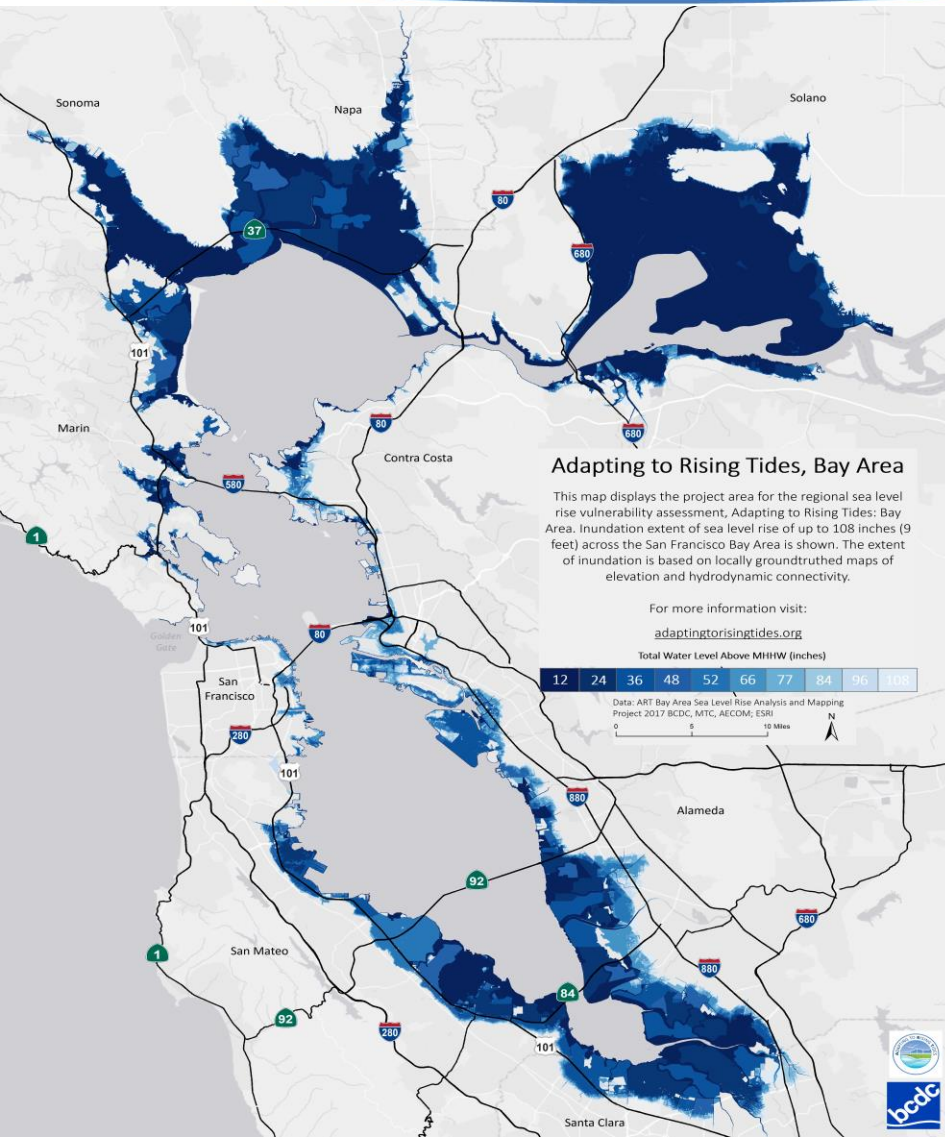 Sonoma
Napa
Solano
80
37
680
101
Marin
80
680
Contra Costa
580
1
Adapting to Rising Tides, Bay Area
This map displays the project area for the regional sea level
rise vulnerability assessment, Adapting to Rising Tides: Bay
Area. Inundation extent of sea level rise of up to 108 inches (9
feet) across the San Francisco Bay Area is shown. The extent
of inundation is based on locally groundtruthed maps of
elevation and hydrodynamic connectivity.
For more information visit:
adaptingtorisingtides.org
Total Water Level Above MHHW (inches)
12 24 36 48 52 66 77 84 96 108
Data: ART Bay Area Sea Level Rise Analysis and Mapping
Project 2017 BCDC, MTC, AECOM; ESRI
0 5 10 Miles
N
101
80
Golden
Gate
San
Francisco
280
101
880
Alameda
92
680
1
San Mateo
880
84
92
280
101
Santa Clara
bcdc